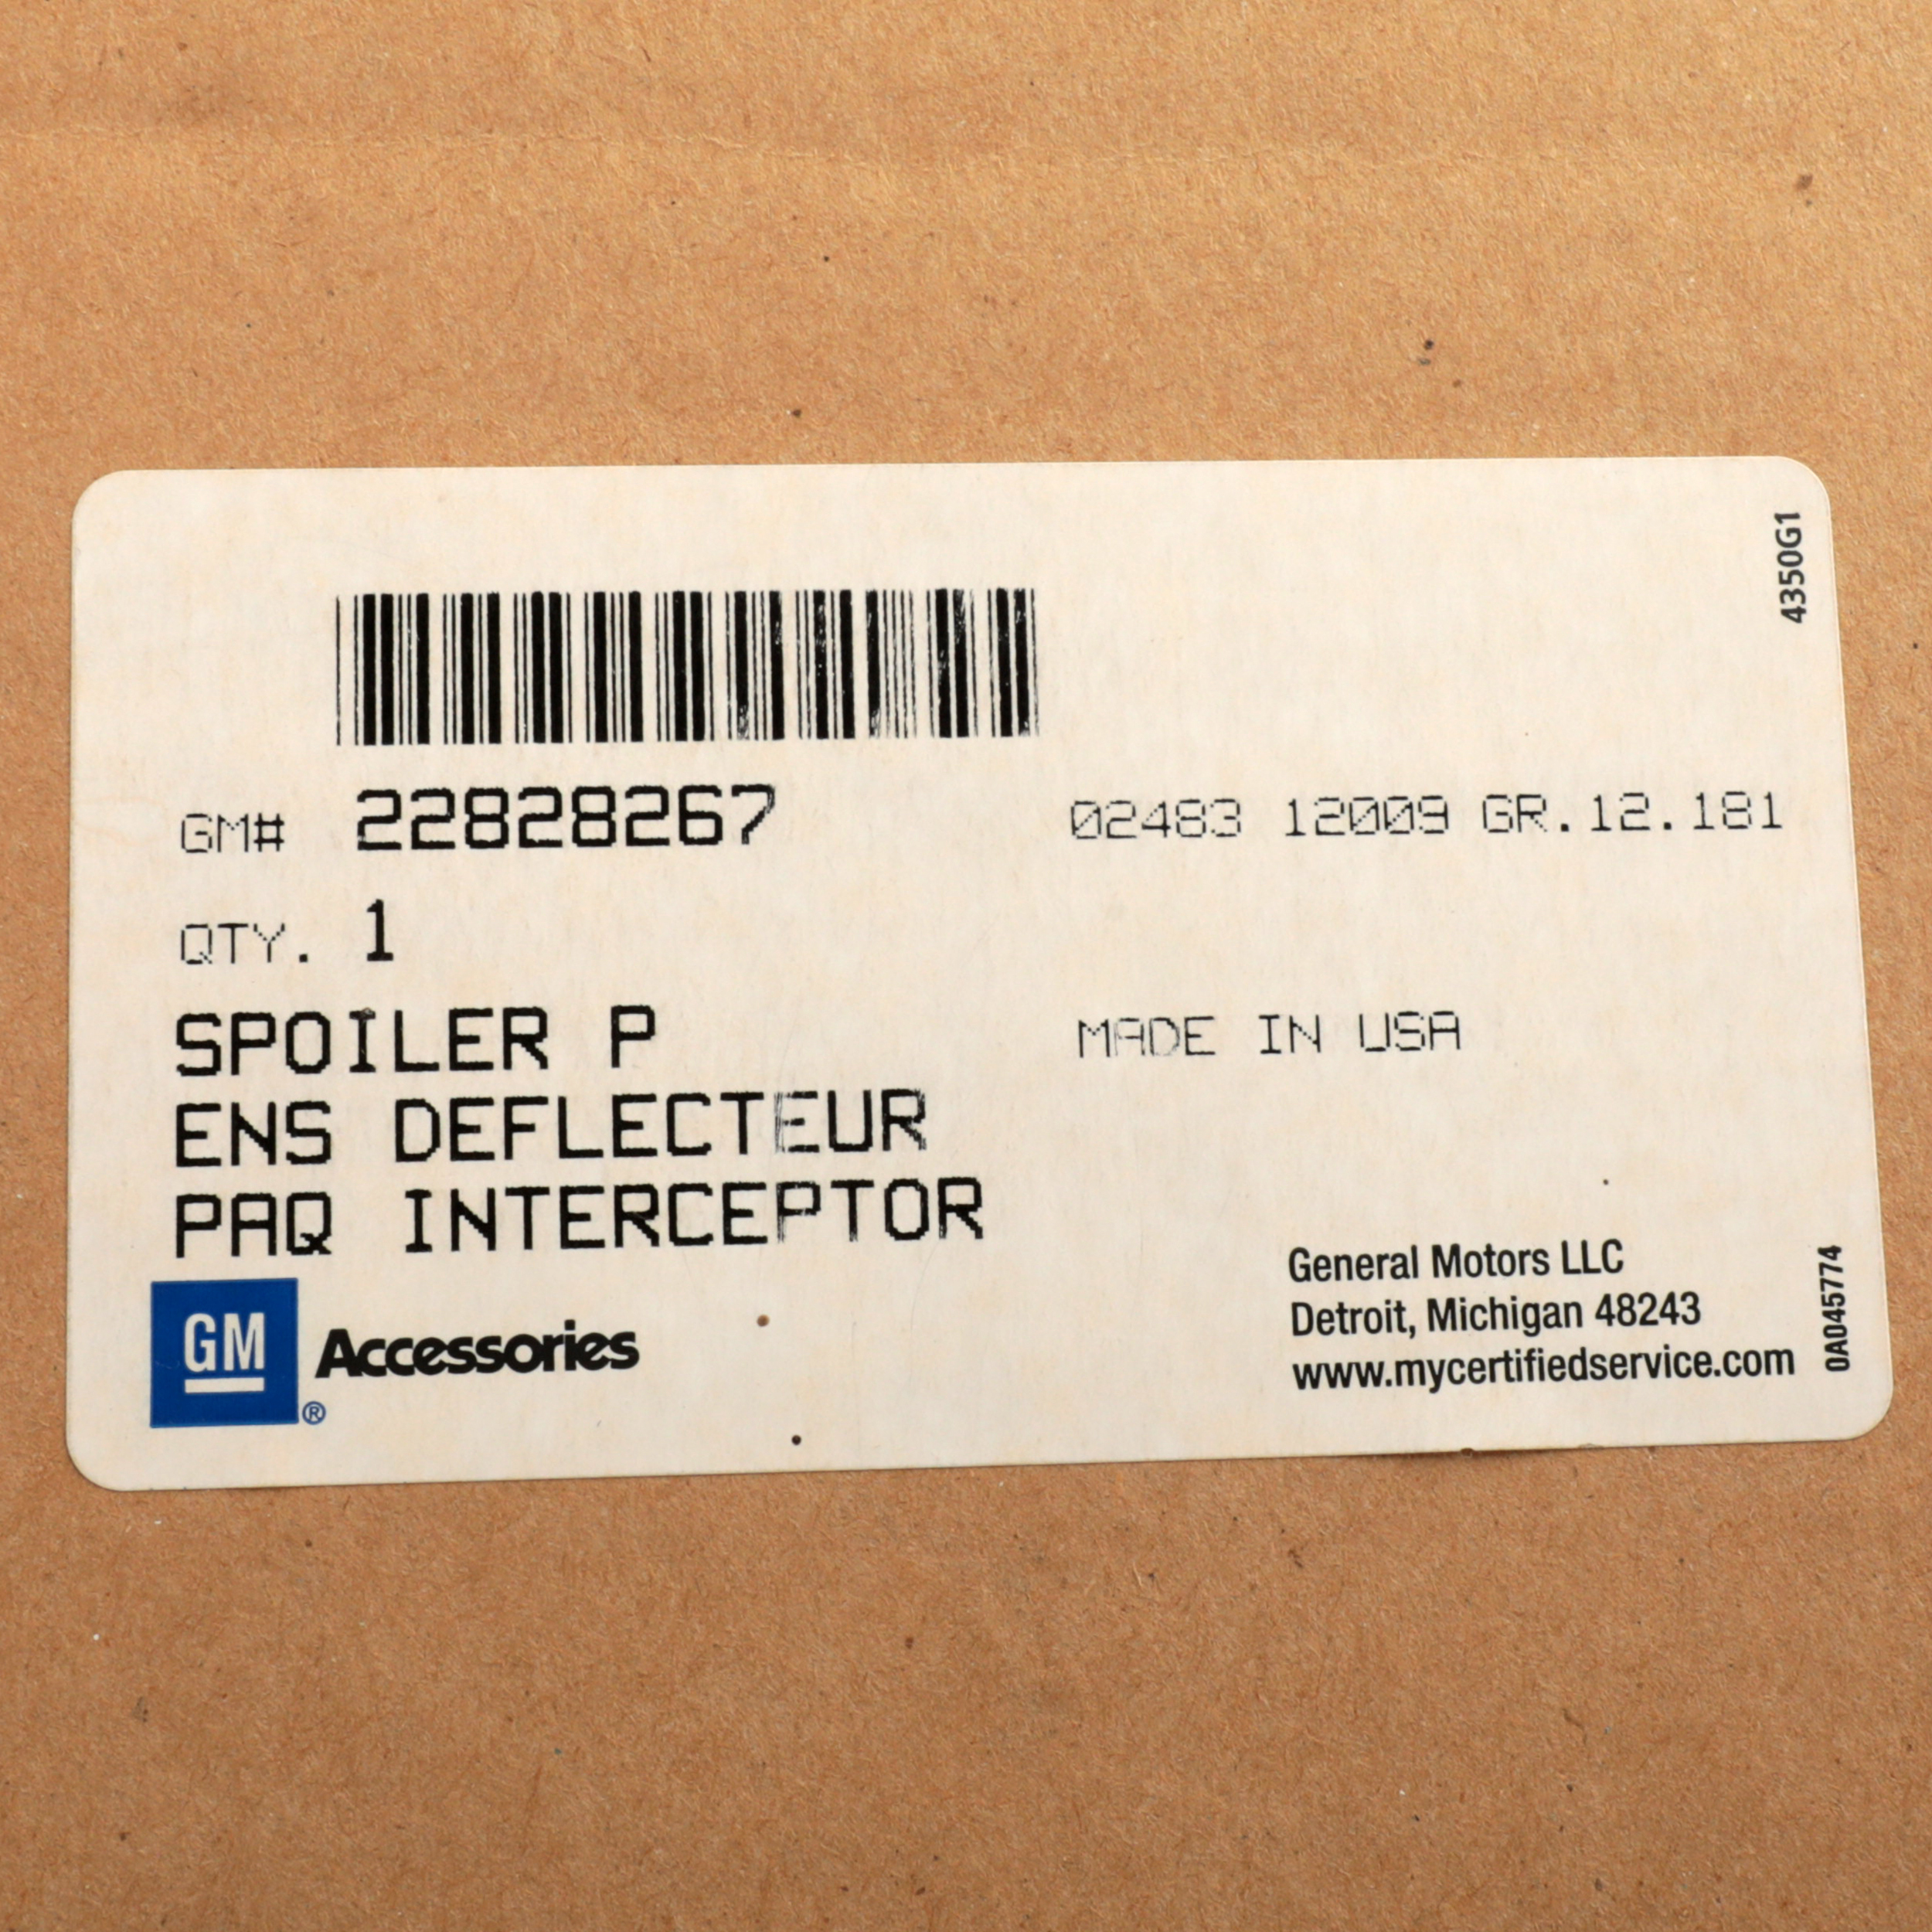 4350G1
GM# 22828267
02483 12009 GR.12.181
QTY. 1
SPOILER P
MADE IN USA
ENS DEFLECTEUR
PAQ INTERCEPTOR
GM ® Accessories
General Motors LLC
Detroit, Michigan 48243
www.mycertifiedservice.com
0A045774